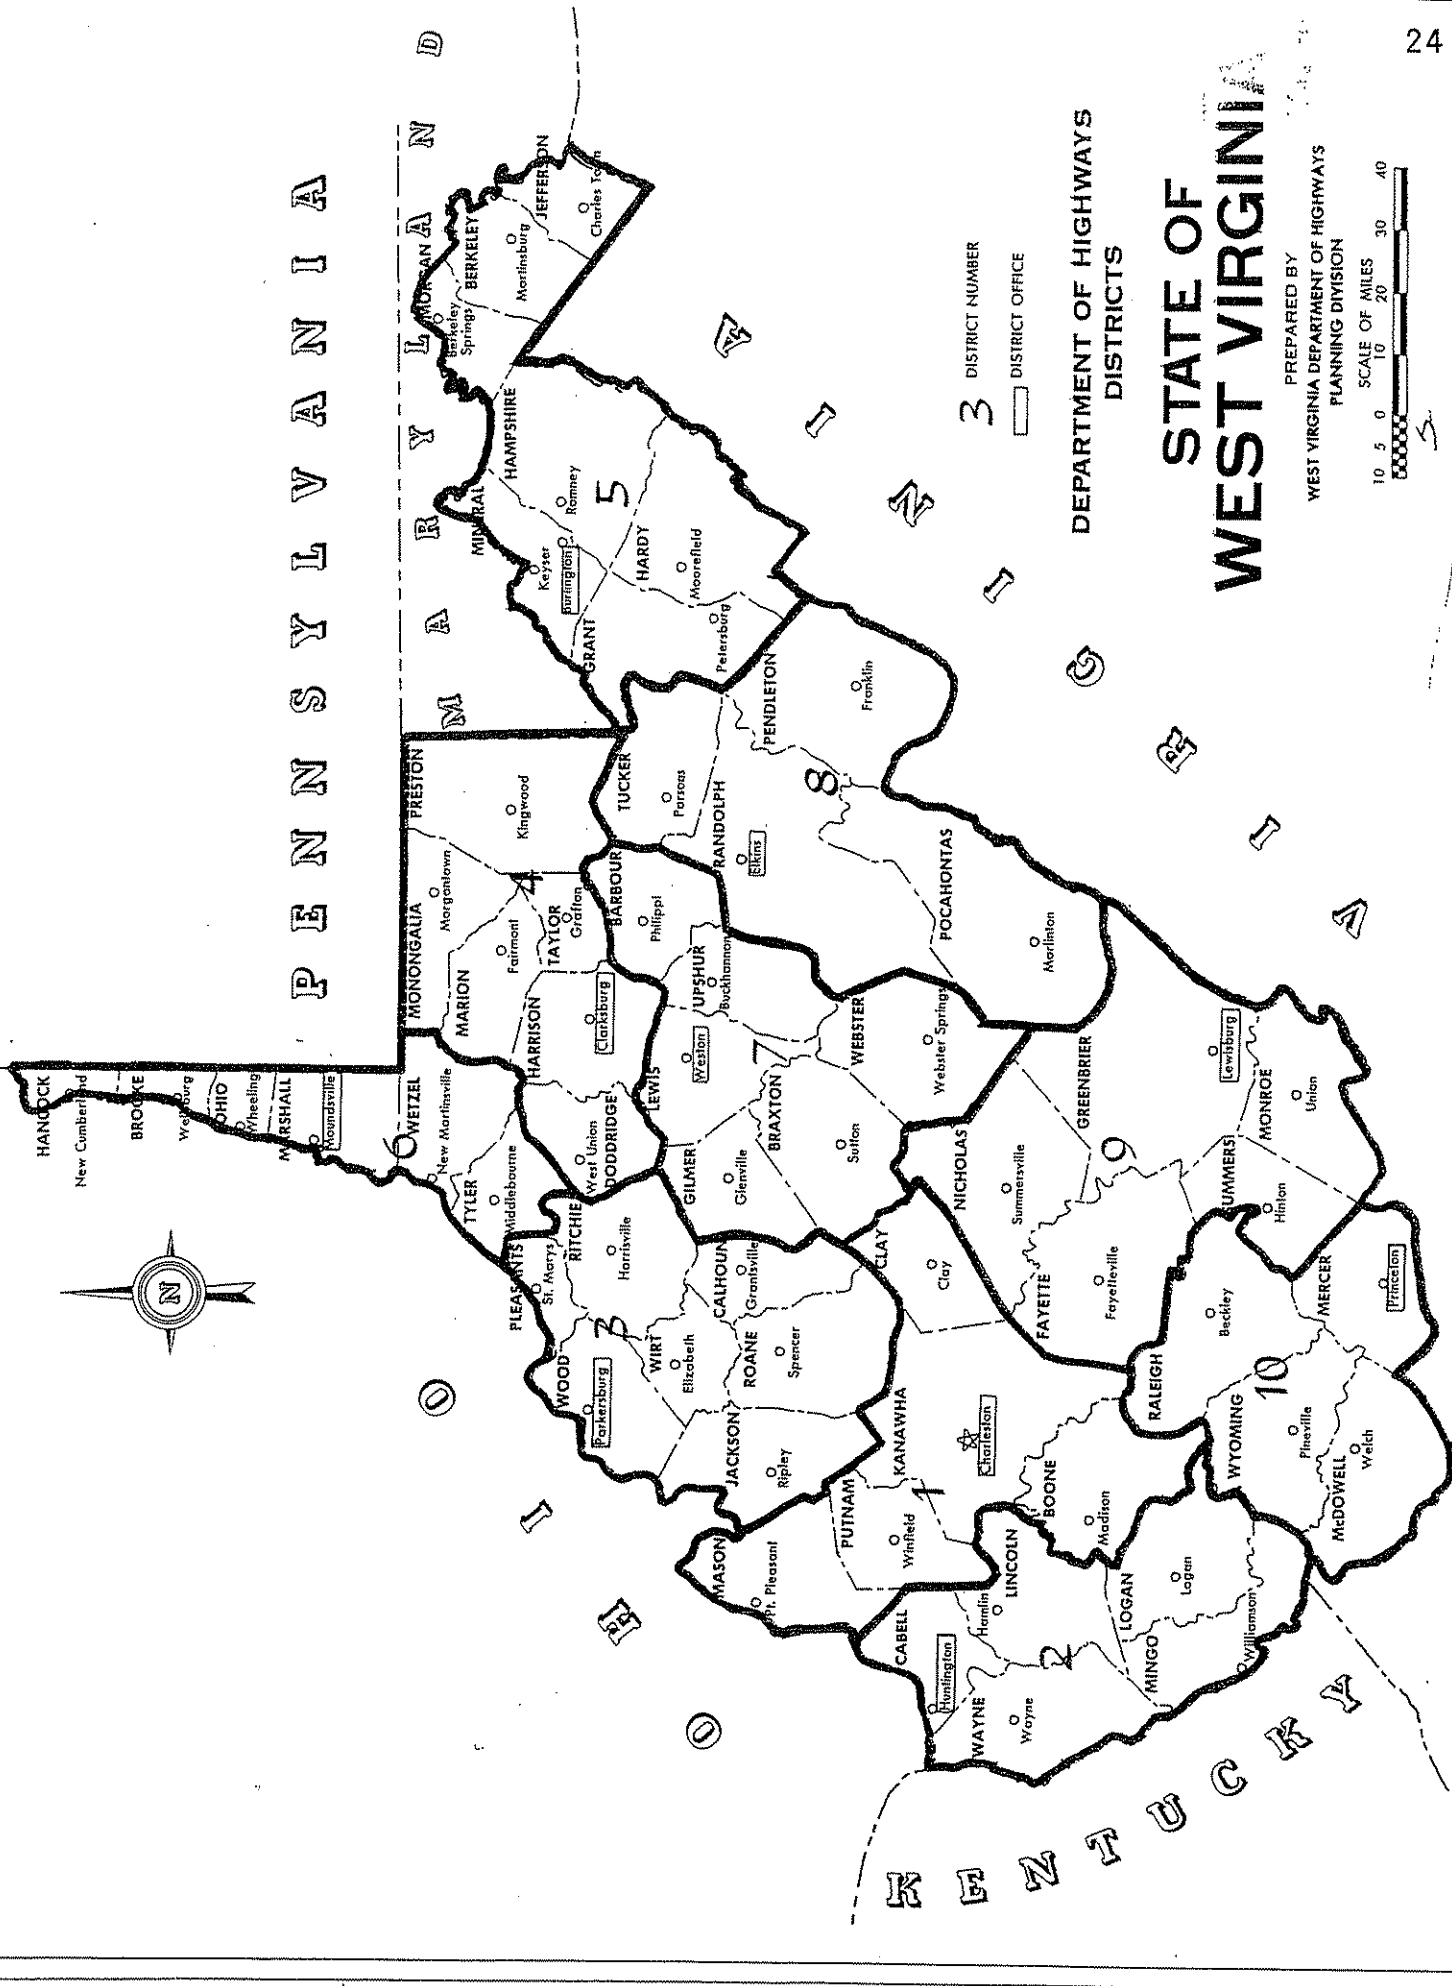 24
PENNSYLVANIA
MARYLAND
OHIO
KENTUCKY
VIRGINIA
N
HANCOCK
New Cumberland
BROOKE
Wellsburg
OHIO
Wheeling
MARSHALL
Moundsville
6
WETZEL
New Martinsville
TYLER
Middlebourne
PLEASANTS
St. Marys
RITCHIE
Harrisville
WOOD
Parkersburg
3
WIRT
Elizabeth
CALHOUN
Grantsville
ROANE
Spencer
JACKSON
Ripley
MONONGALIA
Morgantown
MARION
Fairmont
PRESTON
Kingwood
4
TAYLOR
Grafton
HARRISON
Clarksburg
DODDRIDGE
West Union
BARBOUR
Philippi
LEWIS
Weston
UPSHUR
Buckhannon
7
GILMER
Glenville
BRAXTON
Sutton
WEBSTER
Webster Springs
TUCKER
Parsons
RANDOLPH
Elkins
8
PENDLETON
Franklin
POCAHONTAS
Marlinton
MORGAN
Berkeley
Springs
BERKELEY
Martinsburg
JEFFERSON
Charles Town
HAMPSHIRE
Romney
MINERAL
Keyser
Burlington
5
HARDY
Moorefield
GRANT
Petersburg
MASON
Pt. Pleasant
PUTNAM
Winfield
KANAWHA
Charleston
1
CLAY
Clay
BOONE
Madison
CABELL
Huntington
WAYNE
Wayne
LINCOLN
Hamlin
2
LOGAN
Logan
MINGO
Williamson
NICHOLAS
Summersville
GREENBRIER
Lewisburg
9
FAYETTE
Fayetteville
SUMMERS
Hinton
MONROE
Union
RALEIGH
Beckley
10
WYOMING
Pineville
McDOWELL
Welch
MERCER
Princeton
3 DISTRICT NUMBER
DISTRICT OFFICE
DEPARTMENT OF HIGHWAYS
DISTRICTS
STATE OF
WEST VIRGINIA
PREPARED BY
WEST VIRGINIA DEPARTMENT OF HIGHWAYS
PLANNING DIVISION
SCALE OF MILES
10 5 0 10 20 30 40